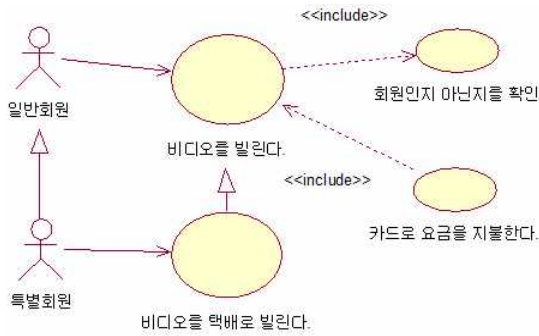 <<include>>
일반회원
비디오를 빌린다.
회원인지 아닌지를 확인
<<include>>
카드로 요금을 지불한다.
특별회원
비디오를 택배로 빌린다.